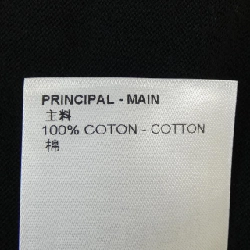 PRINCIPAL - MAIN
主料
100% COTON - COTTON
棉